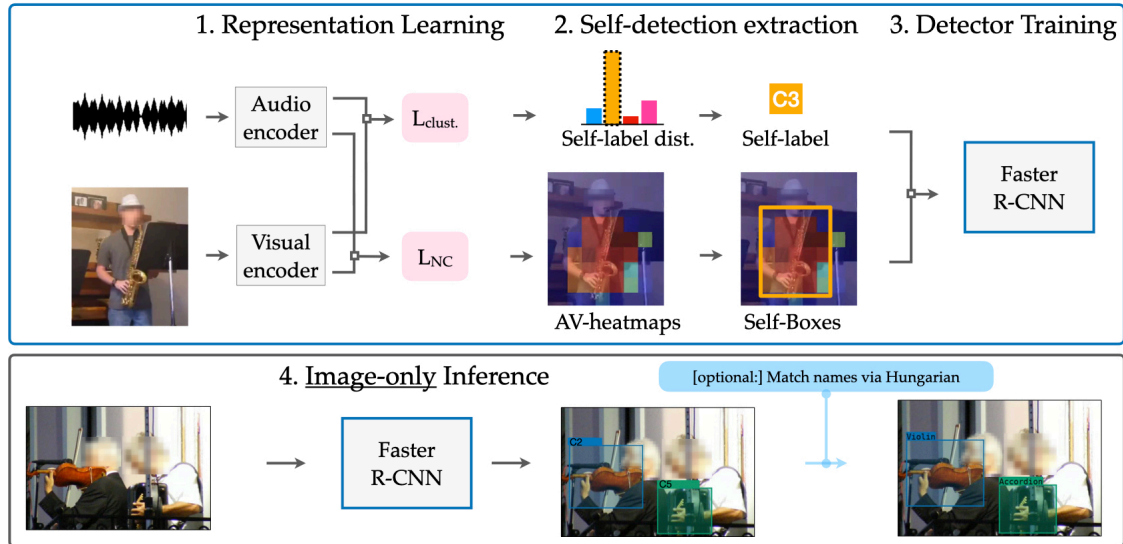 1. Representation Learning
2. Self-detection extraction
3. Detector Training
Audio
encoder
L clust.
Self-label dist.
C3
Self-label
Visual
encoder
L NC
AV-heatmaps
Self-Boxes
Faster
R-CNN
4. Image-only Inference
[optional:] Match names via Hungarian
Faster
R-CNN
C2
C5
Violin
Accordion